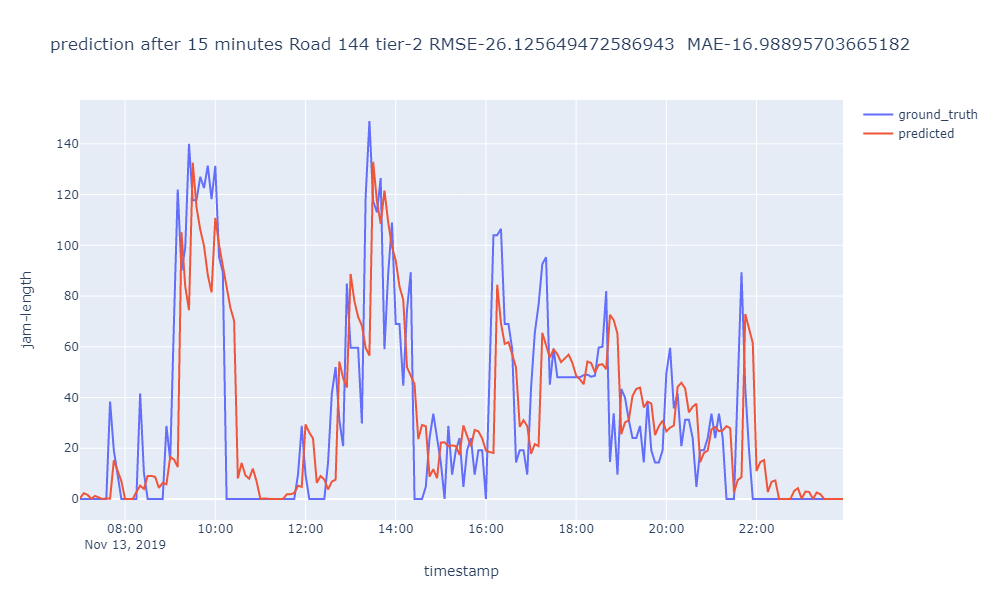 prediction after 15 minutes Road 144 tier-2 RMSE-26.125649472586943  MAE-16.98895703665182
ground_truth
predicted
jam-length
140
120
100
80
60
40
20
0
08:00 10:00 12:00 14:00 16:00 18:00 20:00 22:00
Nov 13, 2019
timestamp